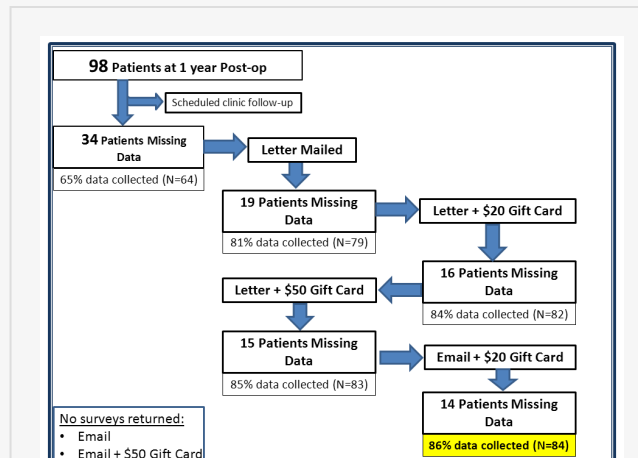 98 Patients at 1 year Post-op
Scheduled clinic follow-up
34 Patients Missing
Data
65% data collected (N=64)
Letter Mailed
19 Patients Missing
Data
81% data collected (N=79)
Letter + $20 Gift Card
16 Patients Missing
Data
84% data collected (N=82)
Letter + $50 Gift Card
15 Patients Missing
Data
85% data collected (N=83)
Email + $20 Gift Card
14 Patients Missing
Data
86% data collected (N=84)
No surveys returned:
• Email
• Email + $50 Gift Card